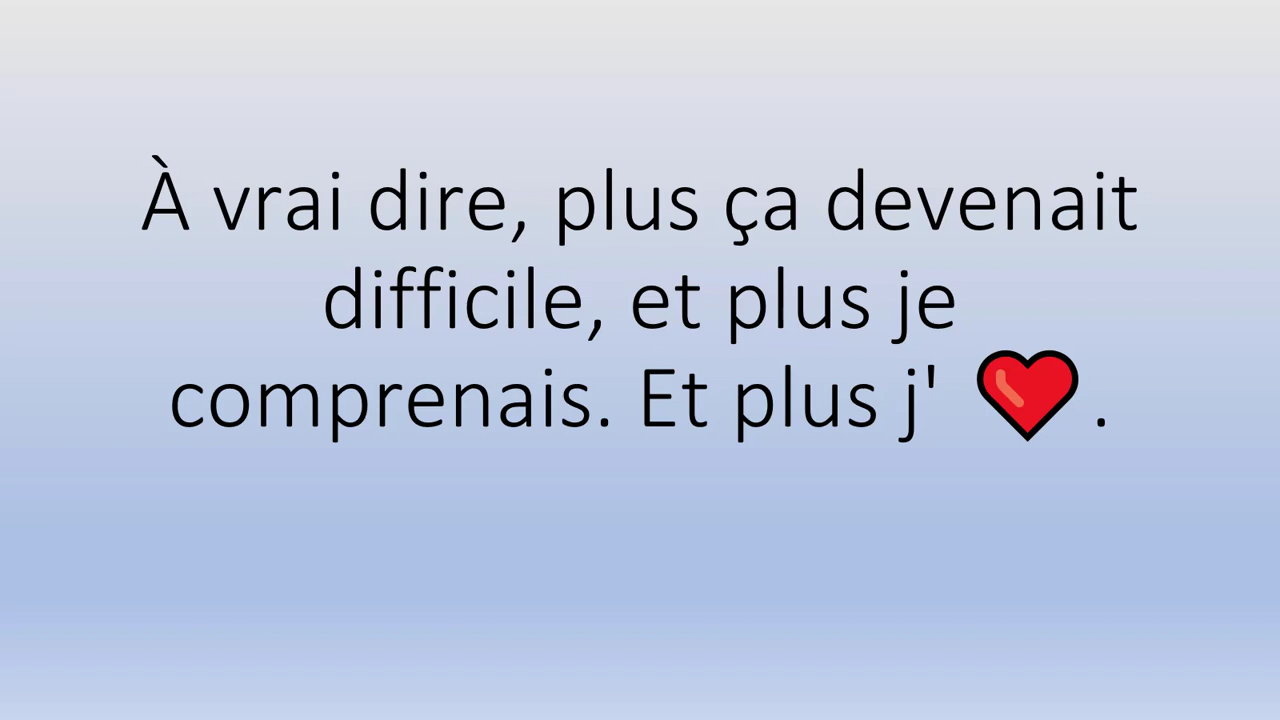 À vrai dire, plus ça devenait
difficile, et plus je
comprenais. Et plus j' ❤️.